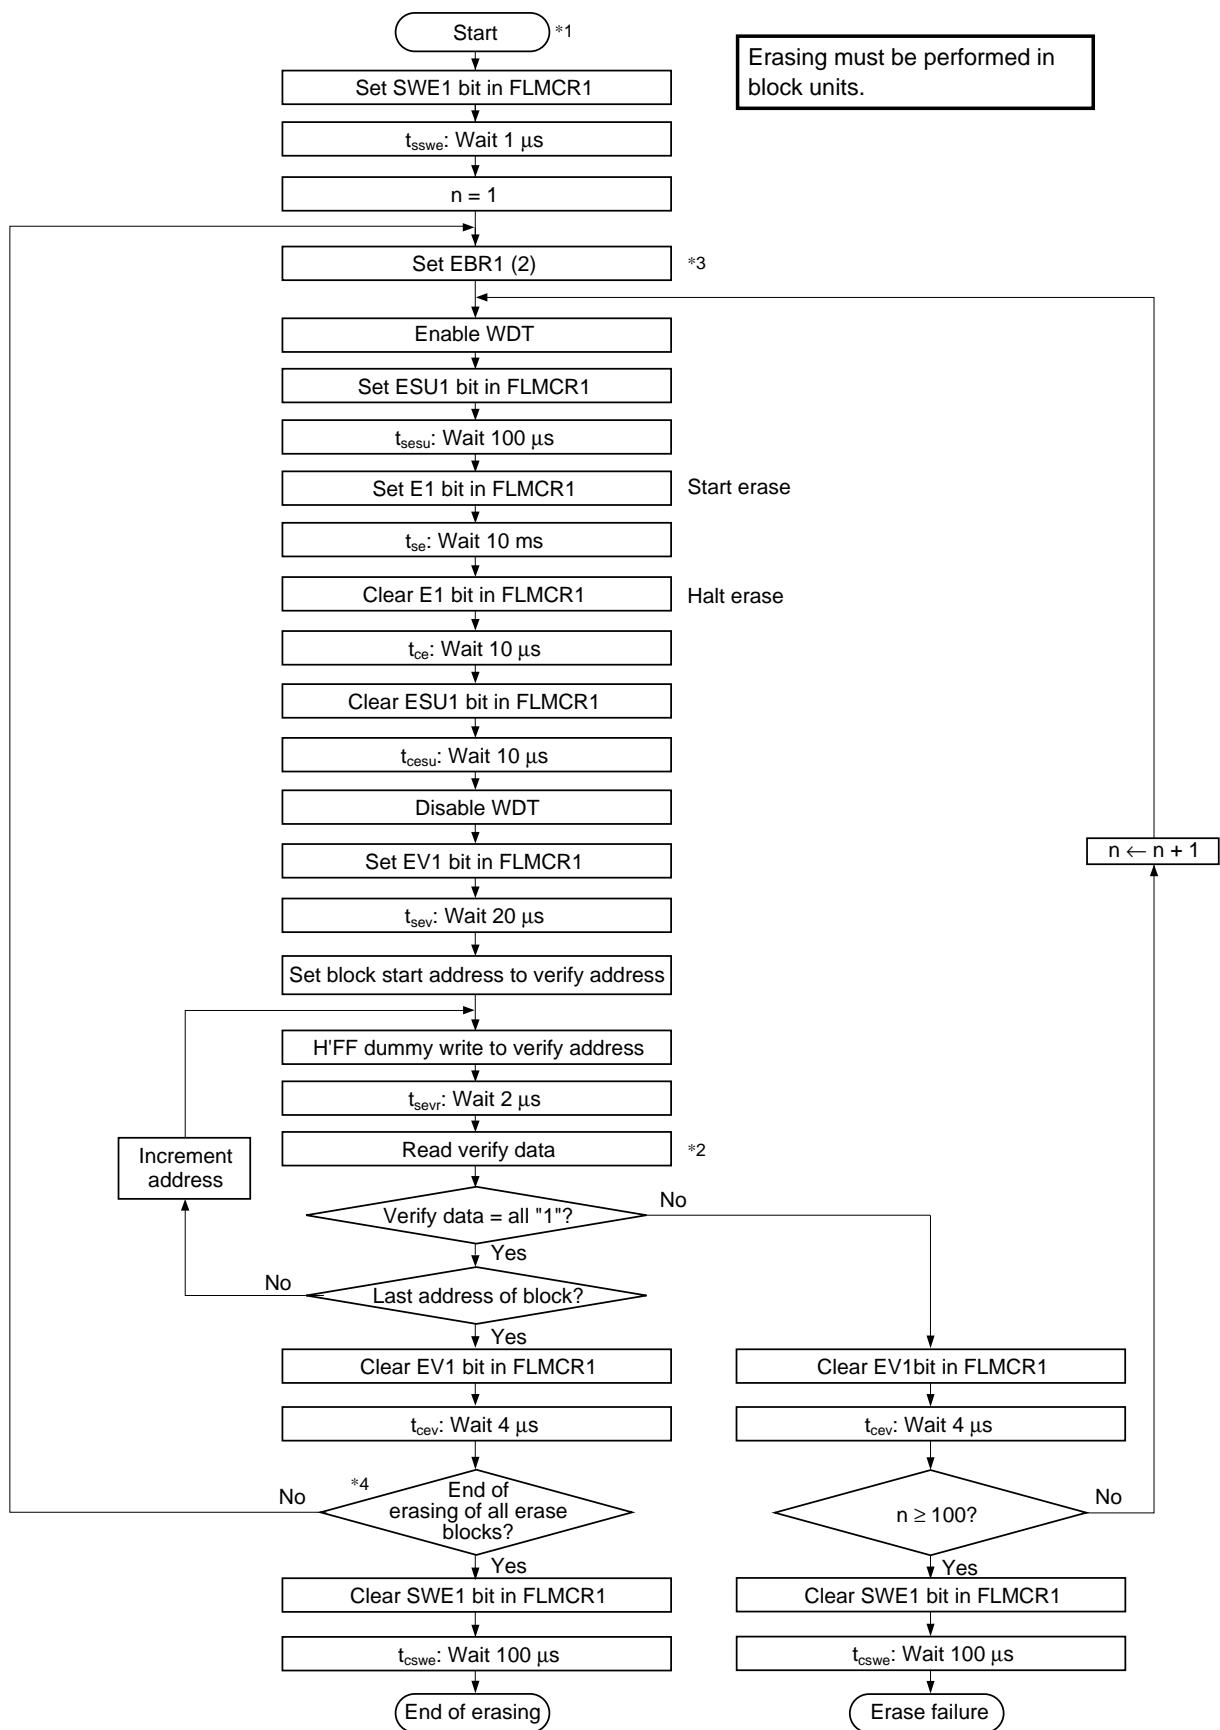 Start *1
Erasing must be performed in
block units.
Set SWE1 bit in FLMCR1
tsswe: Wait 1 μs
n = 1
Set EBR1 (2) *3
Enable WDT
Set ESU1 bit in FLMCR1
tsesu: Wait 100 μs
Set E1 bit in FLMCR1 Start erase
tse: Wait 10 ms
Clear E1 bit in FLMCR1 Halt erase
tce: Wait 10 μs
Clear ESU1 bit in FLMCR1
tcesu: Wait 10 μs
Disable WDT
Set EV1 bit in FLMCR1
n ← n + 1
tsev: Wait 20 μs
Set block start address to verify address
H'FF dummy write to verify address
tsevr: Wait 2 μs
Read verify data *2
Increment
address
Verify data = all "1"?
No
Yes
Last address of block?
No
Yes
Clear EV1 bit in FLMCR1
tcev: Wait 4 μs
*4
End of
erasing of all erase
blocks?
No
Yes
Clear SWE1 bit in FLMCR1
tcswe: Wait 100 μs
End of erasing
Clear EV1bit in FLMCR1
tcev: Wait 4 μs
n ≥ 100?
No
Yes
Clear SWE1 bit in FLMCR1
tcswe: Wait 100 μs
Erase failure